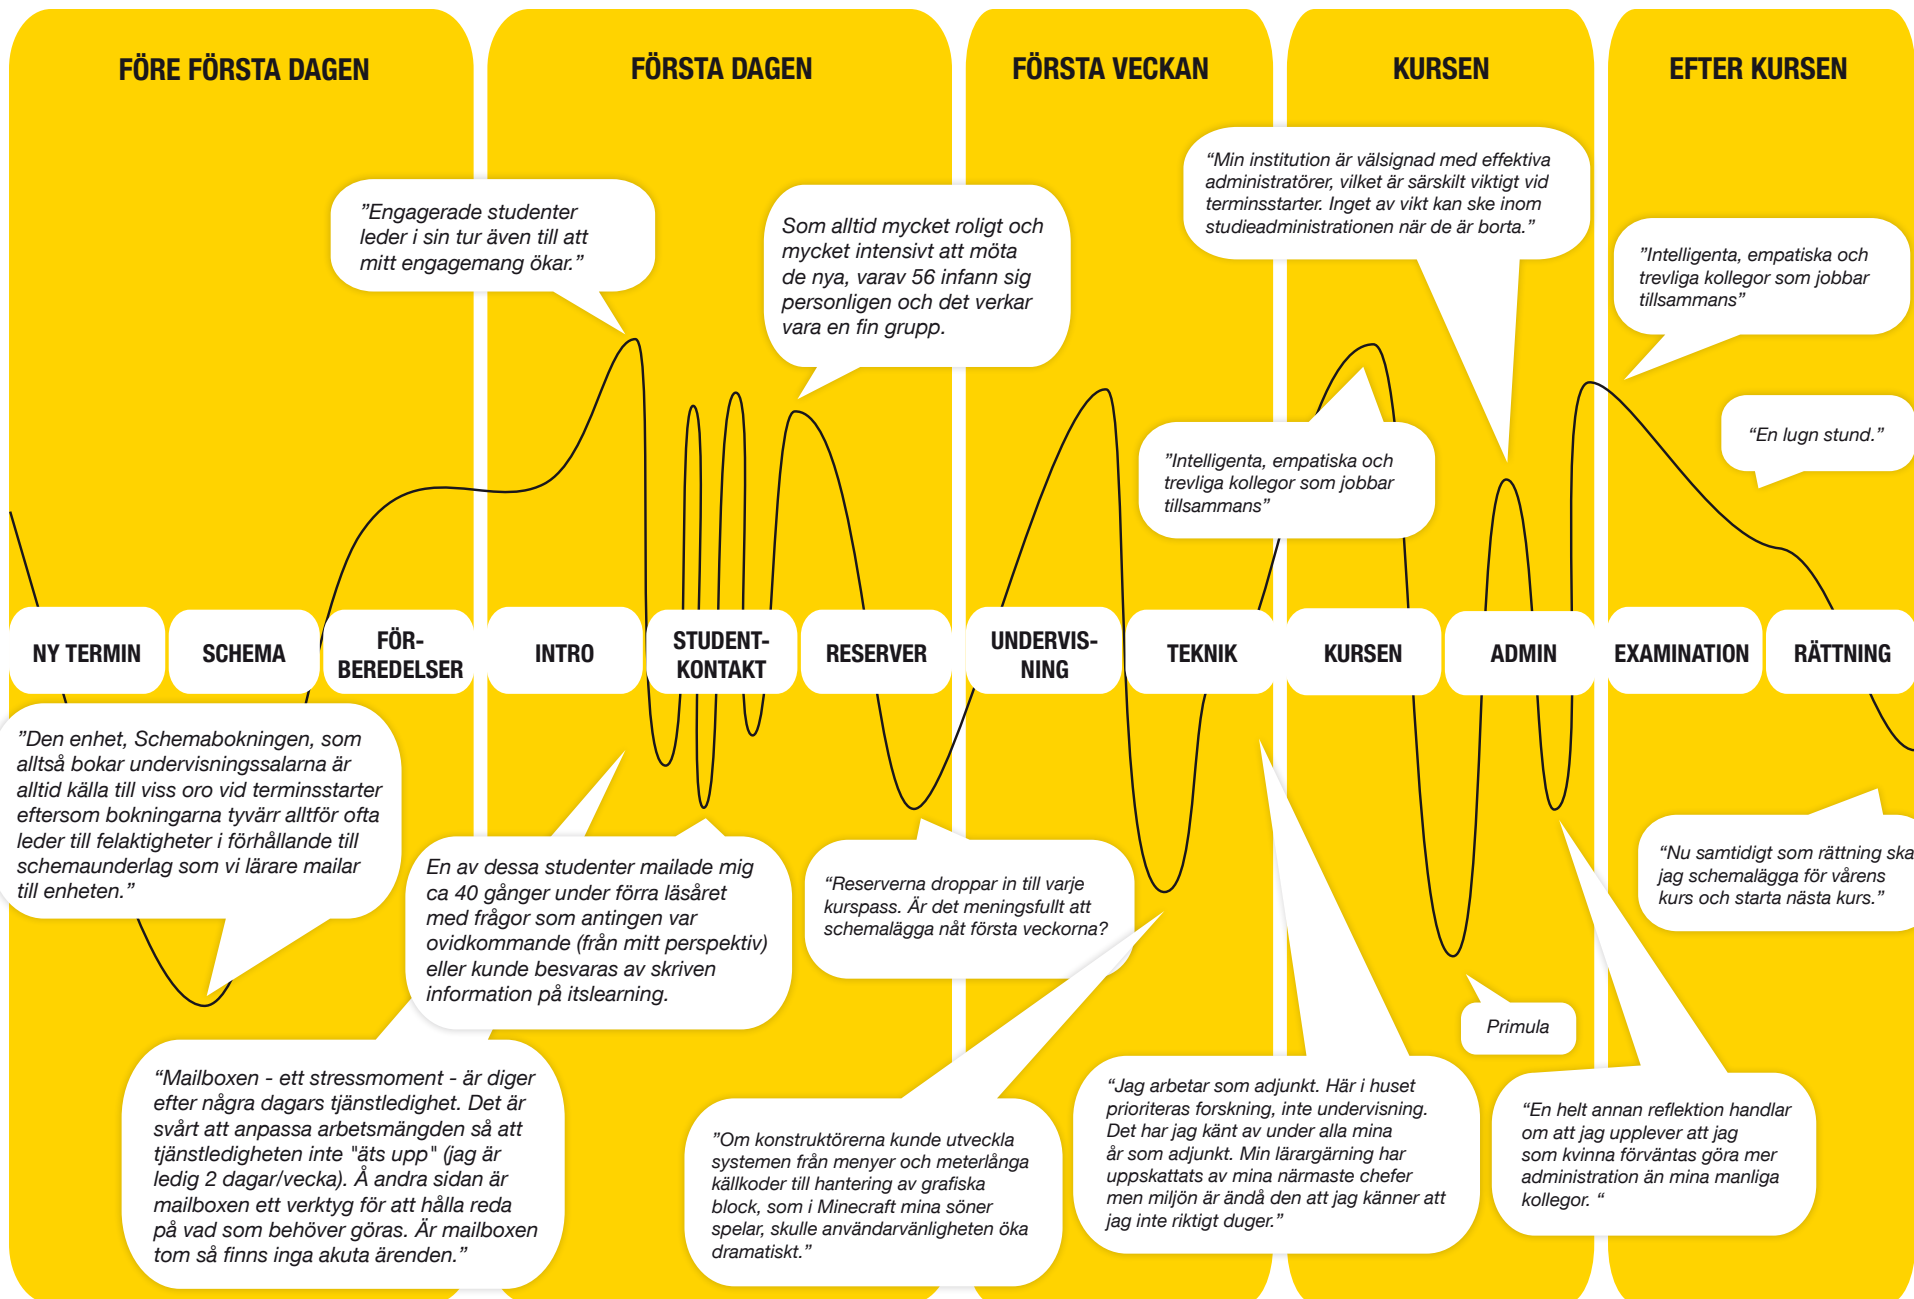 FÖRE FÖRSTA DAGEN
FÖRSTA DAGEN
FÖRSTA VECKAN
KURSEN
EFTER KURSEN
”Engagerade studenter
leder i sin tur även till att
mitt engagemang ökar.”
Som alltid mycket roligt och
mycket intensivt att möta
de nya, varav 56 infann sig
personligen och det verkar
vara en fin grupp.
“Min institution är välsignad med effektiva
administratörer, vilket är särskilt viktigt vid
terminsstarter. Inget av vikt kan ske inom
studieadministrationen när de är borta.”
”Intelligenta, empatiska och
trevliga kollegor som jobbar
tillsammans”
“En lugn stund.”
”Intelligenta, empatiska och
trevliga kollegor som jobbar
tillsammans”
NY TERMIN
SCHEMA
FÖR-
BEREDELSER
INTRO
STUDENT-
KONTAKT
RESERVER
UNDERVIS-
NING
TEKNIK
KURSEN
ADMIN
EXAMINATION
RÄTTNING
”Den enhet, Schemabokningen, som
alltså bokar undervisningssalarna är
alltid källa till viss oro vid terminsstarter
eftersom bokningarna tyvärr alltför ofta
leder till felaktigheter i förhållande till
schemaunderlag som vi lärare mailar
till enheten.”
En av dessa studenter mailade mig
ca 40 gånger under förra läsåret
med frågor som antingen var
ovidkommande (från mitt perspektiv)
eller kunde besvaras av skriven
information på itslearning.
“Reserverna droppar in till varje
kurspass. Är det meningsfullt att
schemalägga nåt första veckorna?
“Nu samtidigt som rättning ska
jag schemalägga för vårens
kurs och starta nästa kurs.”
Primula
“Mailboxen - ett stressmoment - är diger
efter några dagars tjänstledighet. Det är
svårt att anpassa arbetsmängden så att
tjänstledigheten inte "äts upp" (jag är
ledig 2 dagar/vecka). Å andra sidan är
mailboxen ett verktyg för att hålla reda
på vad som behöver göras. Är mailboxen
tom så finns inga akuta ärenden.”
”Om konstruktörerna kunde utveckla
systemen från menyer och meterlånga
källkoder till hantering av grafiska
block, som i Minecraft mina söner
spelar, skulle användarvänligheten öka
dramatiskt.”
“Jag arbetar som adjunkt. Här i huset
prioriteras forskning, inte undervisning.
Det har jag känt av under alla mina
år som adjunkt. Min lärargärning har
uppskattats av mina närmaste chefer
men miljön är ändå den att jag känner att
jag inte riktigt duger.”
“En helt annan reflektion handlar
om att jag upplever att jag
som kvinna förväntas göra mer
administration än mina manliga
kollegor. “